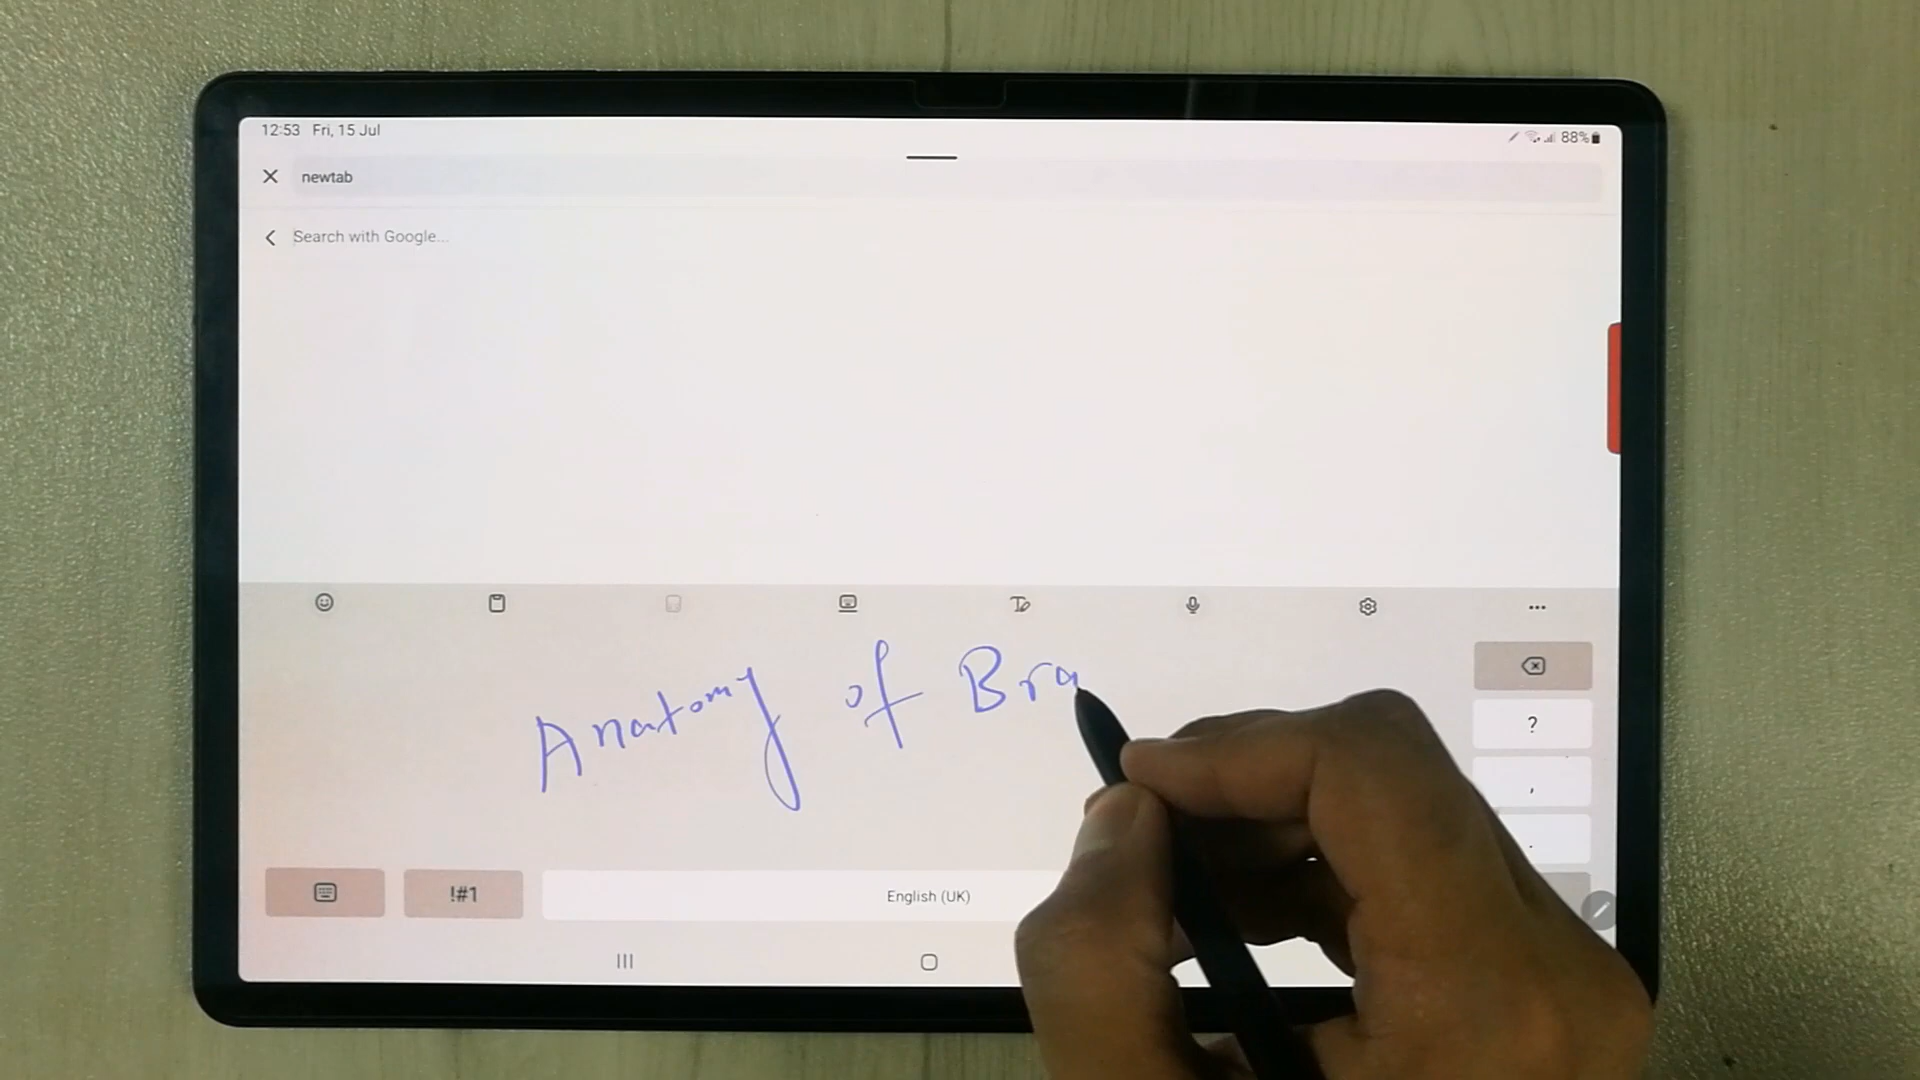 12:53 Fri, 15 Jul 88%
newtab
Search with Google...
Anatomy of Bra
?
,
.
!#1 English (UK)